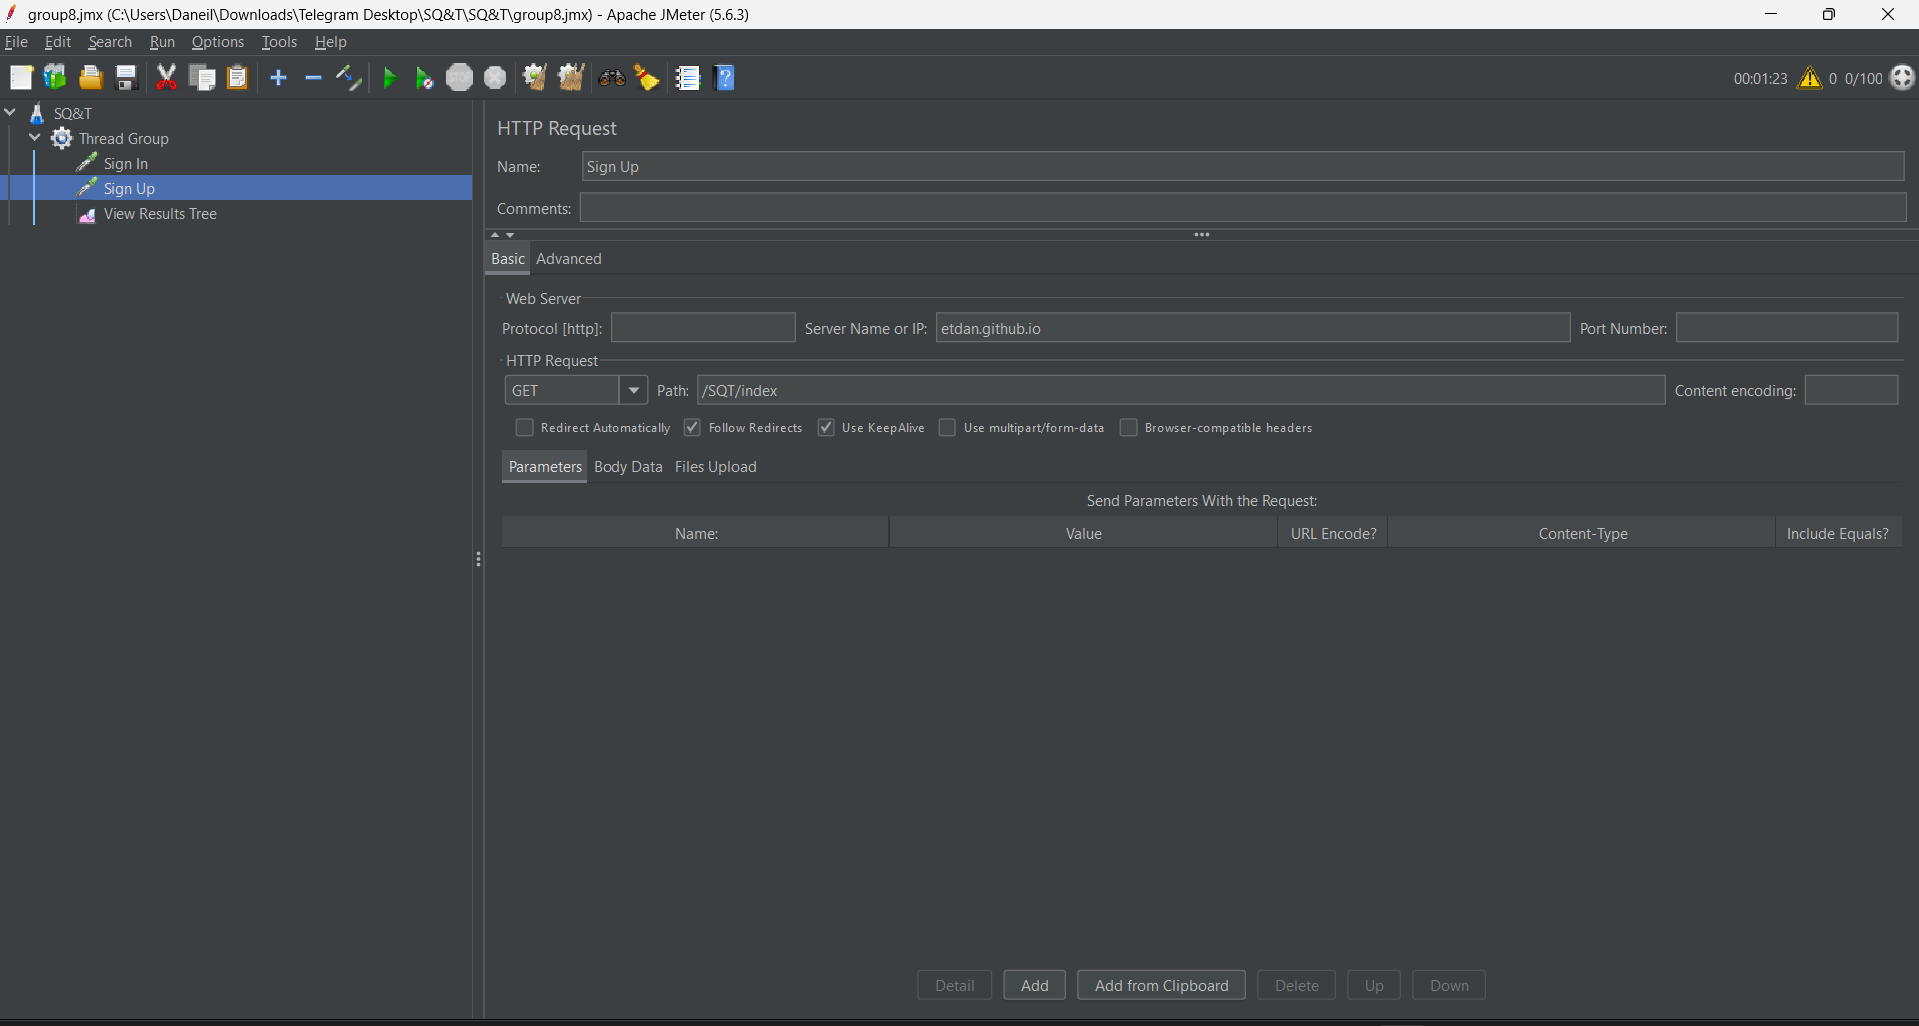 group8.jmx (C:\Users\Daneil\Downloads\Telegram Desktop\SQ&T\SQ&T\group8.jmx) - Apache JMeter (5.6.3)
File Edit Search Run Options Tools Help
STOP
00:01:23 0 0/100
SQ&T
Thread Group
Sign In
Sign Up
View Results Tree
HTTP Request
Name: Sign Up
Comments:
Basic Advanced
Web Server
Protocol [http]: Server Name or IP: etdan.github.io Port Number:
HTTP Request
GET Path: /SQT/index Content encoding:
Redirect Automatically Follow Redirects Use KeepAlive Use multipart/form-data Browser-compatible headers
Parameters Body Data Files Upload
Send Parameters With the Request:
Name: Value URL Encode? Content-Type Include Equals?
Detail Add Add from Clipboard Delete Up Down